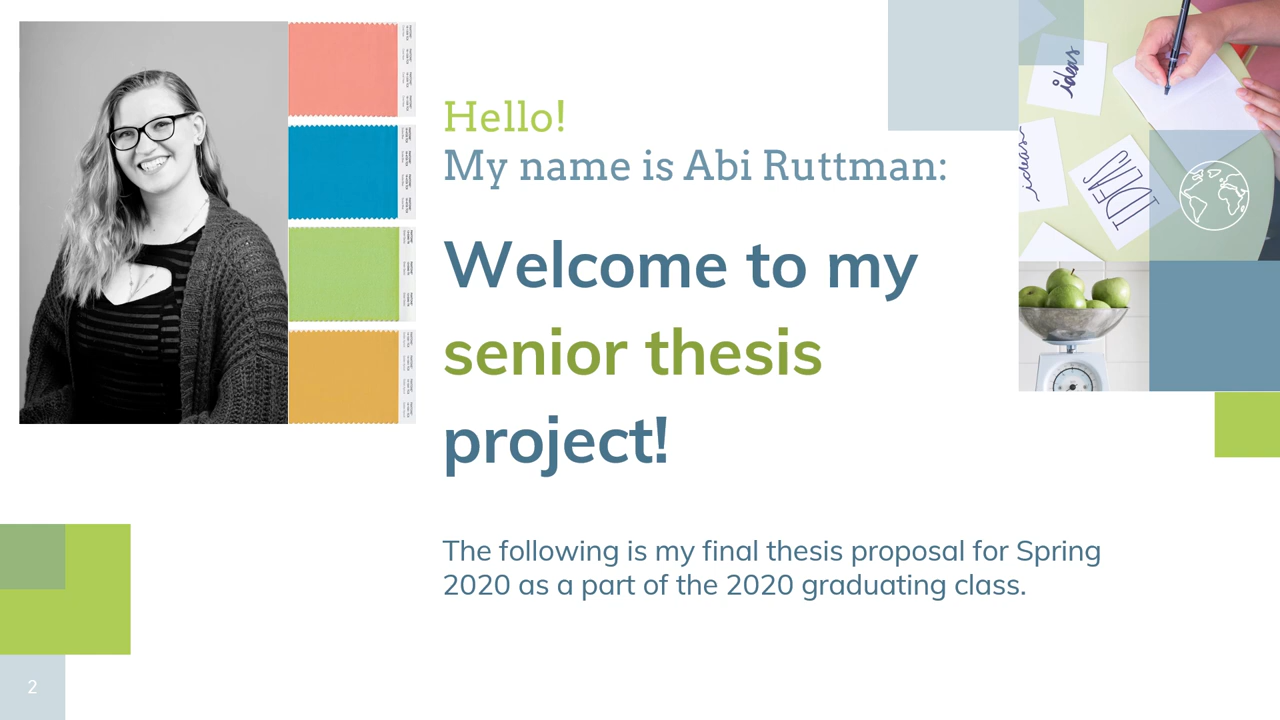 Hello!
My name is Abi Ruttman:
Welcome to my
senior thesis
project!
The following is my final thesis proposal for Spring
2020 as a part of the 2020 graduating class.
ideas
ideas
IDEAS
2